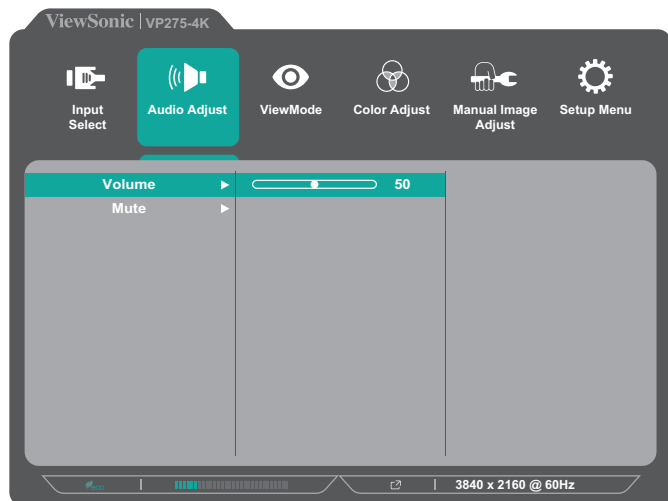 ViewSonic | VP275-4K
Input
Select
Audio Adjust
ViewMode
Color Adjust
Manual Image
Adjust
Setup Menu
Volume 50
Mute
eco
3840 x 2160 @ 60Hz